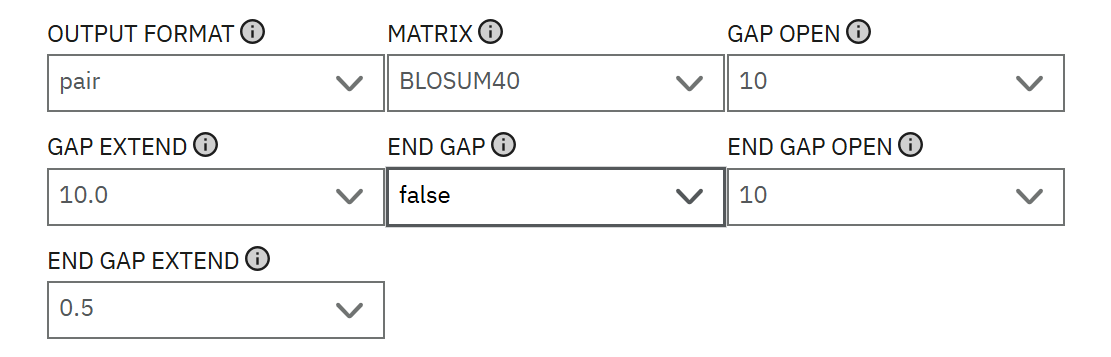 OUTPUT FORMAT MATRIX GAP OPEN
pair BLOSUM40 10
GAP EXTEND END GAP END GAP OPEN
10.0 false 10
END GAP EXTEND
0.5